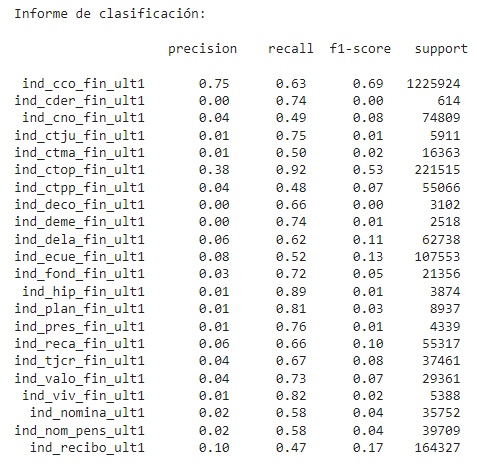 Informe de clasificación:
precision recall f1-score support
ind_cco_fin_ult1 0.75 0.63 0.69 1225924
ind_cder_fin_ult1 0.00 0.74 0.00 614
ind_cno_fin_ult1 0.04 0.49 0.08 74809
ind_ctju_fin_ult1 0.01 0.75 0.01 5911
ind_ctma_fin_ult1 0.01 0.50 0.02 16363
ind_ctop_fin_ult1 0.38 0.92 0.53 221515
ind_ctpp_fin_ult1 0.04 0.48 0.07 55066
ind_deco_fin_ult1 0.00 0.66 0.00 3102
ind_deme_fin_ult1 0.00 0.74 0.01 2518
ind_dela_fin_ult1 0.06 0.62 0.11 62738
ind_ecue_fin_ult1 0.08 0.52 0.13 107553
ind_fond_fin_ult1 0.03 0.72 0.05 21356
ind_hip_fin_ult1 0.01 0.89 0.01 3874
ind_plan_fin_ult1 0.01 0.81 0.03 8937
ind_pres_fin_ult1 0.01 0.76 0.01 4339
ind_reca_fin_ult1 0.06 0.66 0.10 55317
ind_tjcr_fin_ult1 0.04 0.67 0.08 37461
ind_valo_fin_ult1 0.04 0.73 0.07 29361
ind_viv_fin_ult1 0.01 0.82 0.02 5388
ind_nomina_ult1 0.02 0.58 0.04 35752
ind_nom_pens_ult1 0.02 0.58 0.04 39709
ind_recibo_ult1 0.10 0.47 0.17 164327